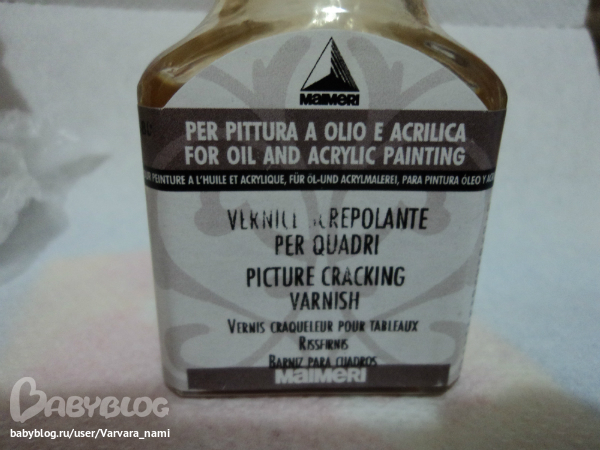 MAIMERI
PER PITTURA A OLIO E ACRILICA
FOR OIL AND ACRYLIC PAINTING
PEINTURE A L'HUILE ET ACRYLIQUE, FÜR ÖL-UND ACRYLMALEREI, PARA PINTURA ÓLEO Y
VERNICE SCREPOLANTE
PER QUADRI
PICTURE CRACKING
VARNISH
VERNIS CRAQUELEUR POUR TABLEAUX
RISSFIRNIS
BARNIZ PARA CUADROS
MAIMERI
BABYBLOG
babyblog.ru/user/Varvara_nami